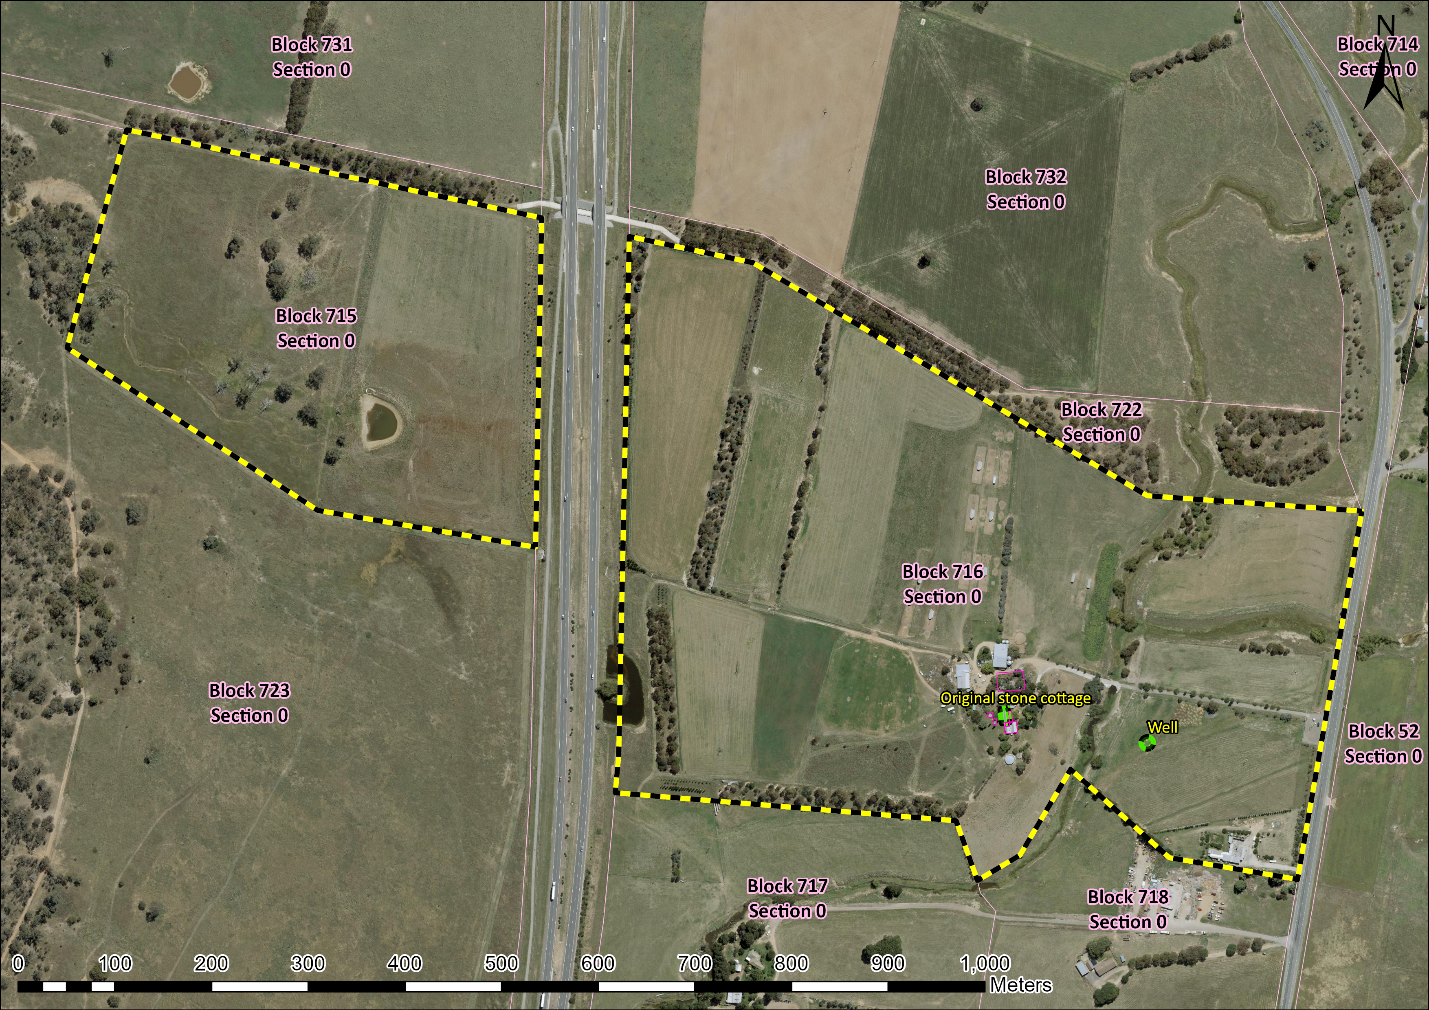 N
Block 731
Section 0
Block 714
Section 0
Block 732
Section 0
Block 715
Section 0
Block 722
Section 0
Block 716
Section 0
Block 723
Section 0
Original stone cottage
Well
Block 52
Section 0
Block 717
Section 0
Block 718
Section 0
0 100 200 300 400 500 600 700 800 900 1,000
Meters